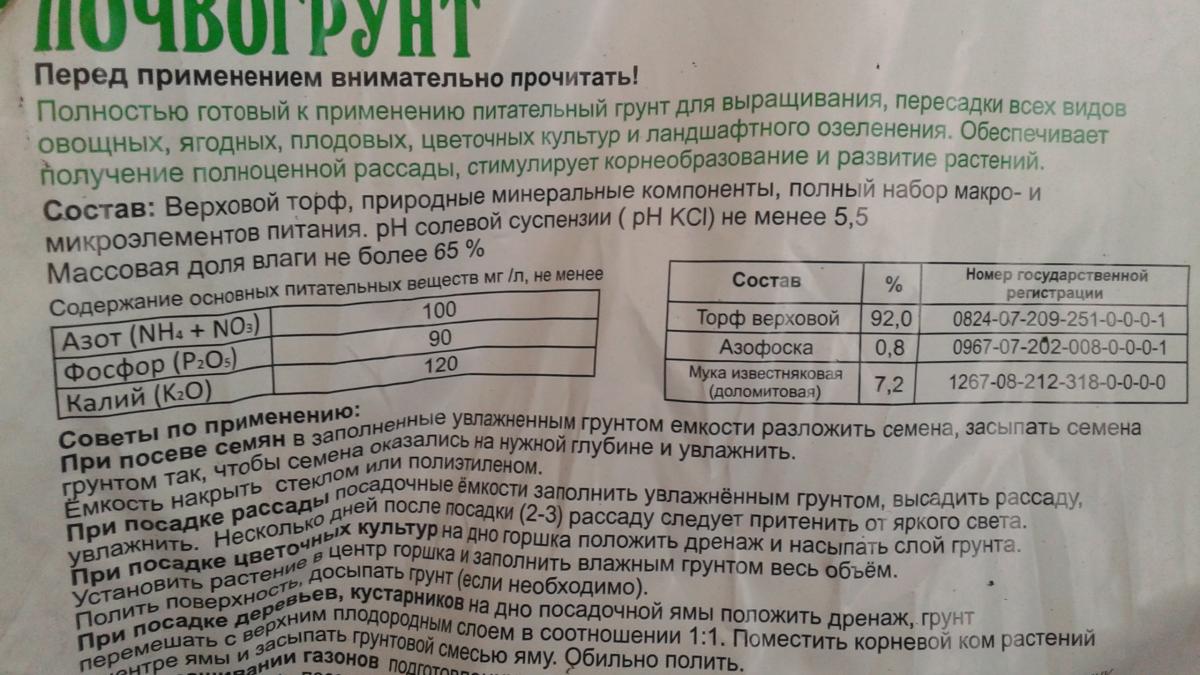 ПОЧВОГРУНТ
Перед применением внимательно прочитать!
Полностью готовый к применению питательный грунт для выращивания, пересадки всех видов
овощных, ягодных, плодовых, цветочных культур и ландшафтного озеленения. Обеспечивает
получение полноценной рассады, стимулирует корнеобразование и развитие растений.
Состав: Верховой торф, природные минеральные компоненты, полный набор макро- и
микроэлементов питания. pH солевой суспензии ( pH KCl) не менее 5,5
Массовая доля влаги не более 65 %
Содержание основных питательных веществ мг /л, не менее
Азот (NH₄ + NO₃) 100
Фосфор (P₂O₅) 90
Калий (K₂O) 120
Состав % Номер государственной регистрации
Торф верховой 92,0 0824-07-209-251-0-0-0-1
Азофоска 0,8 0967-07-202-008-0-0-0-1
Мука известняковая (доломитовая) 7,2 1267-08-212-318-0-0-0-0
Советы по применению:
При посеве семян в заполненные увлажненным грунтом емкости разложить семена, засыпать семена
грунтом так, чтобы семена оказались на нужной глубине и увлажнить.
Ёмкость накрыть стеклом или полиэтиленом.
При посадке рассады посадочные ёмкости заполнить увлажнённым грунтом, высадить рассаду,
увлажнить. Несколько дней после посадки (2-3) рассаду следует притенить от яркого света.
При посадке цветочных культур на дно горшка положить дренаж и насыпать слой грунта.
Установить растение в центр горшка и заполнить влажным грунтом весь объём.
Полить поверхность, досыпать грунт (если необходимо).
При посадке деревьев, кустарников на дно посадочной ямы положить дренаж, грунт
перемешать с верхним плодородным слоем в соотношении 1:1. Поместить корневой ком растений
центре ямы и засыпать грунтовой смесью яму. Обильно полить.
газонов